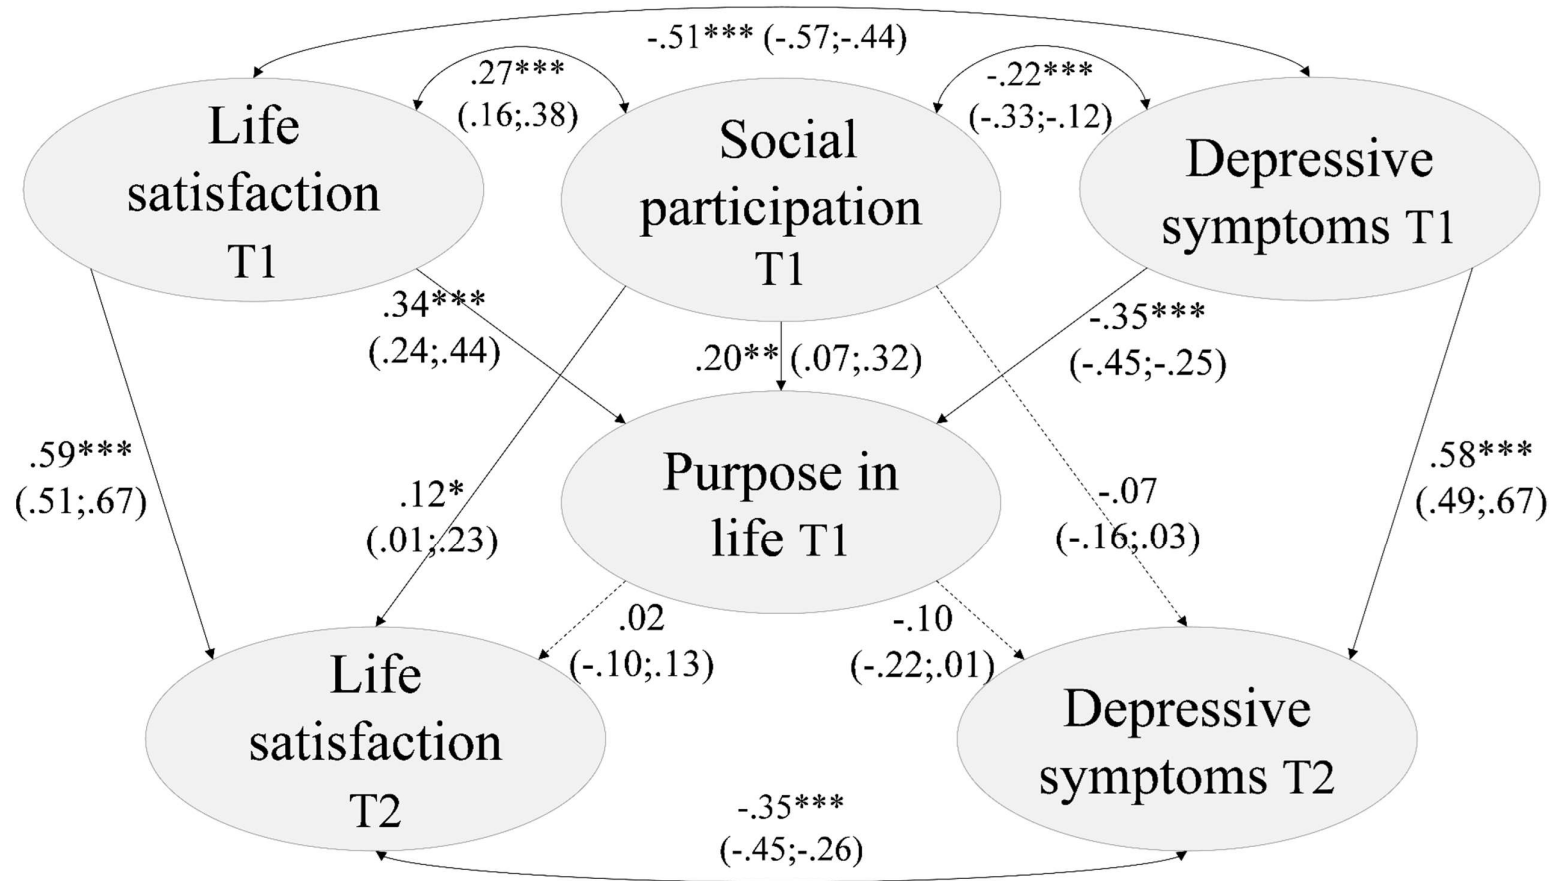 -.51*** (-.57;-.44)
.27***
(.16;.38)
-.22***
(-.33;-.12)
Life
satisfaction
T1
Social
participation
T1
Depressive
symptoms T1
.34***
(.24;.44)
.20** (.07;.32)
-.35***
(-.45;-.25)
.59***
(.51;.67)
.12*
(.01;.23)
Purpose in
life T1
-.07
(-.16;.03)
.58***
(.49;.67)
.02
(-.10;.13)
-.10
(-.22;.01)
Life
satisfaction
T2
Depressive
symptoms T2
-.35***
(-.45;-.26)